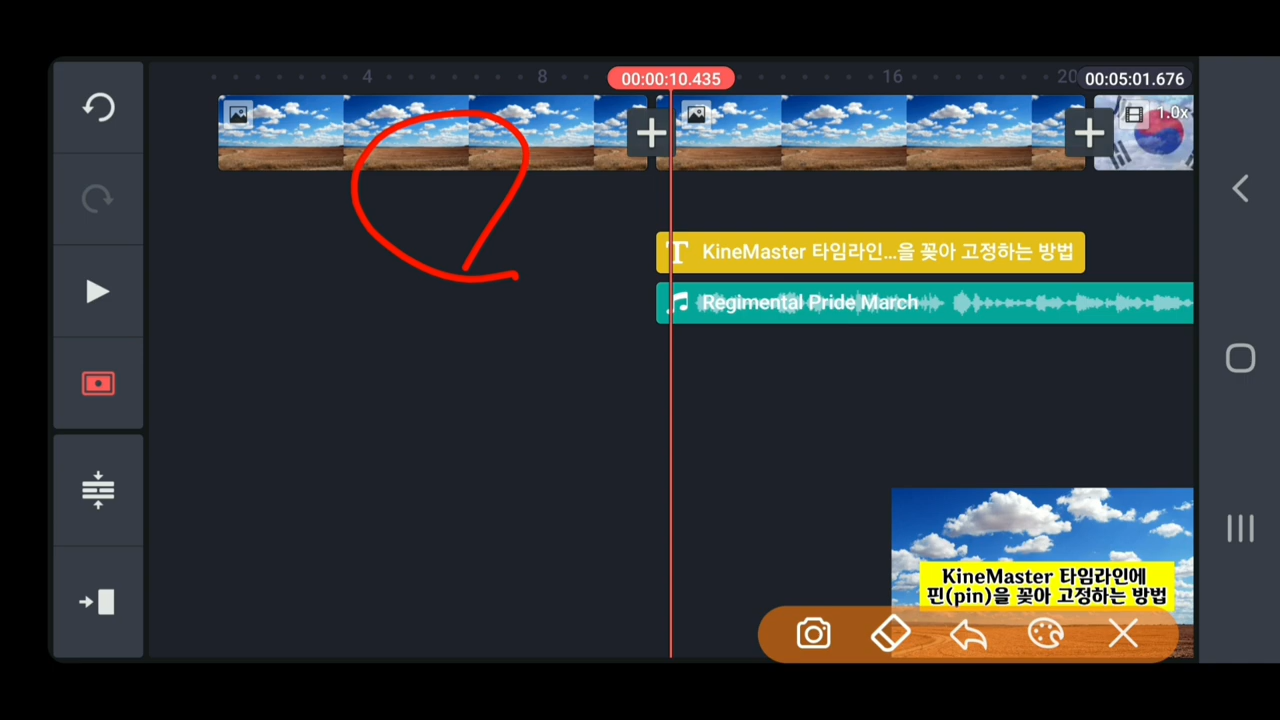 4
8
00:00:10.435
16
20
00:05:01.676
1.0x
KineMaster 타임라인...을 꽂아 고정하는 방법
Regimental Pride March
KineMaster 타임라인에
핀(pin)을 꽂아 고정하는 방법